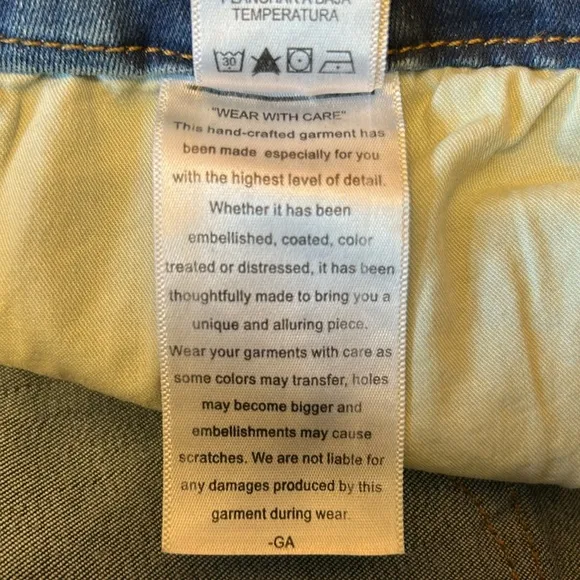 PLANCHAR A BAJA
TEMPERATURA
30
"WEAR WITH CARE"
This hand-crafted garment has
been made especially for you
with the highest level of detail.
Whether it has been
embellished, coated, color
treated or distressed, it has been
thoughtfully made to bring you a
unique and alluring piece.
Wear your garments with care as
some colors may transfer, holes
may become bigger and
embellishments may cause
scratches. We are not liable for
any damages produced by this
garment during wear.
-GA